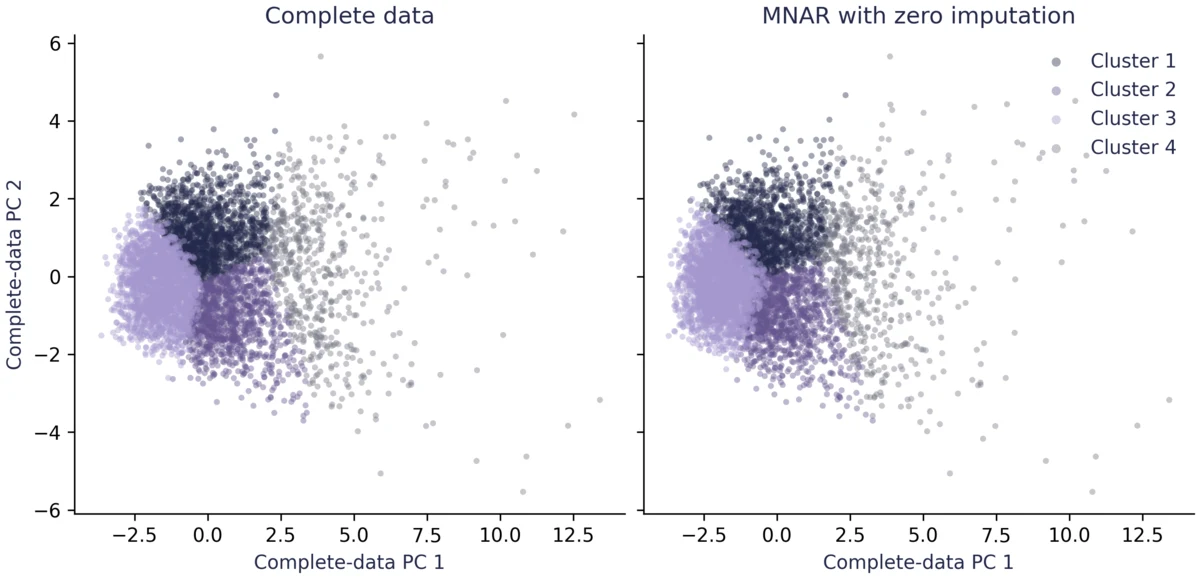 Complete data
MNAR with zero imputation
Complete-data PC 2
6
4
2
0
−2
−4
−6
−2.5 0.0 2.5 5.0 7.5 10.0 12.5
Complete-data PC 1
Cluster 1
Cluster 2
Cluster 3
Cluster 4
−2.5 0.0 2.5 5.0 7.5 10.0 12.5
Complete-data PC 1